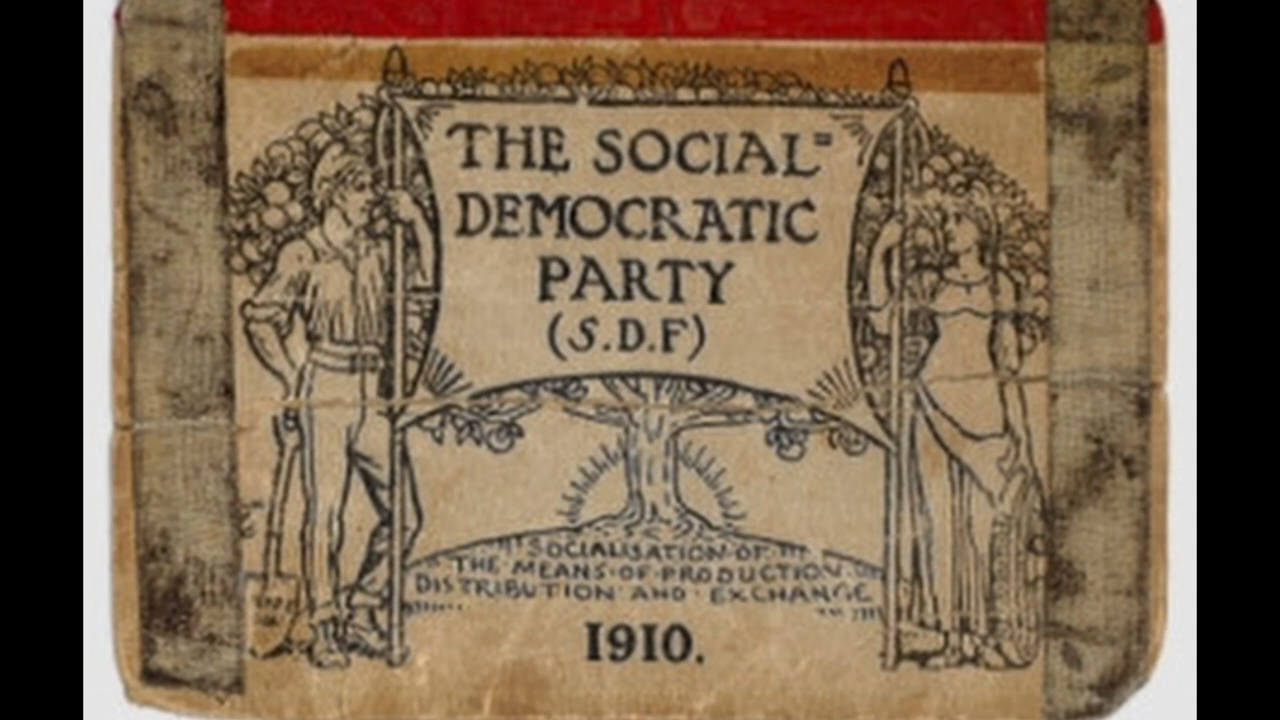 THE SOCIAL=
DEMOCRATIC
PARTY
(S.D.F)
SOCIALISATION OF
THE MEANS·OF·PRODUCTION
DISTRIBUTION AND·EXCHANGE
1910.